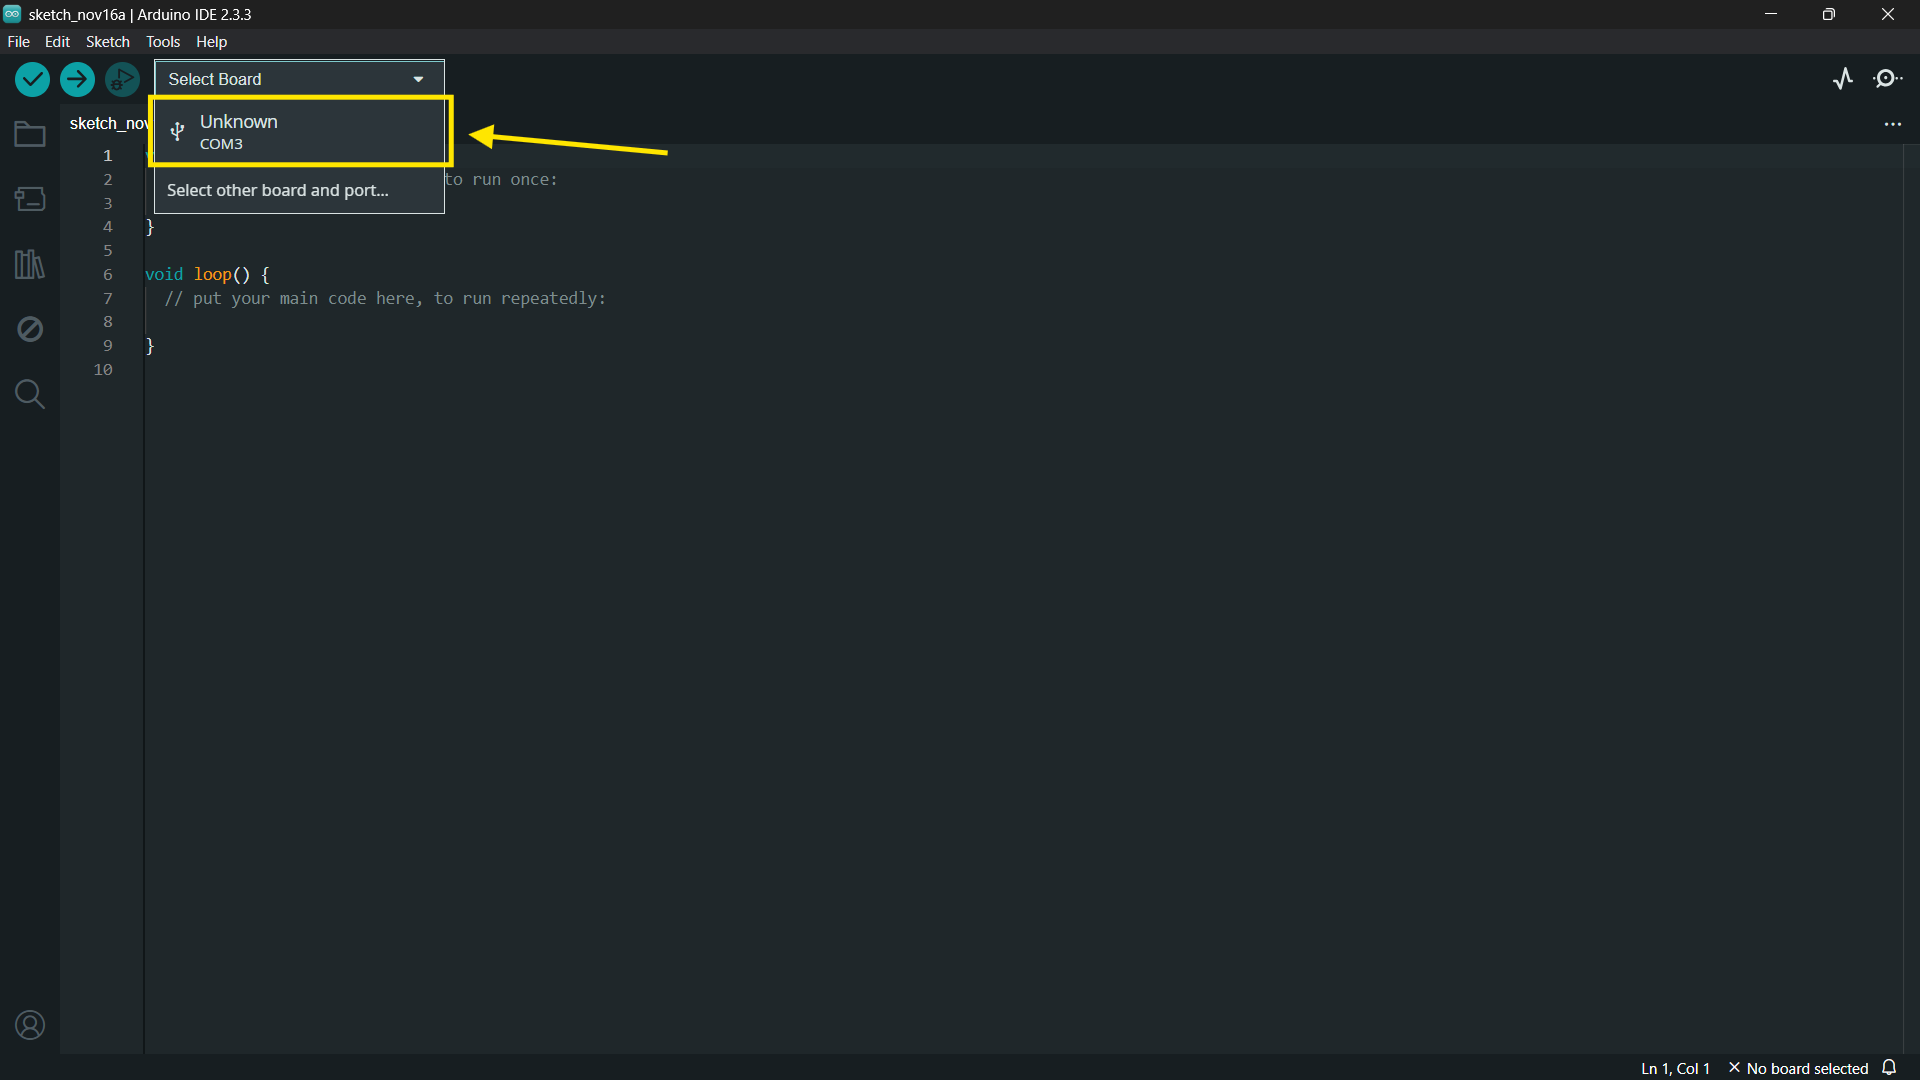 sketch_nov16a | Arduino IDE 2.3.3
File Edit Sketch Tools Help
Select Board
sketch_nov
Unknown
COM3
Select other board and port...
1
2 to run once:
3
4 }
5
6 void loop() {
7 // put your main code here, to run repeatedly:
8
9 }
10
Ln 1, Col 1 × No board selected